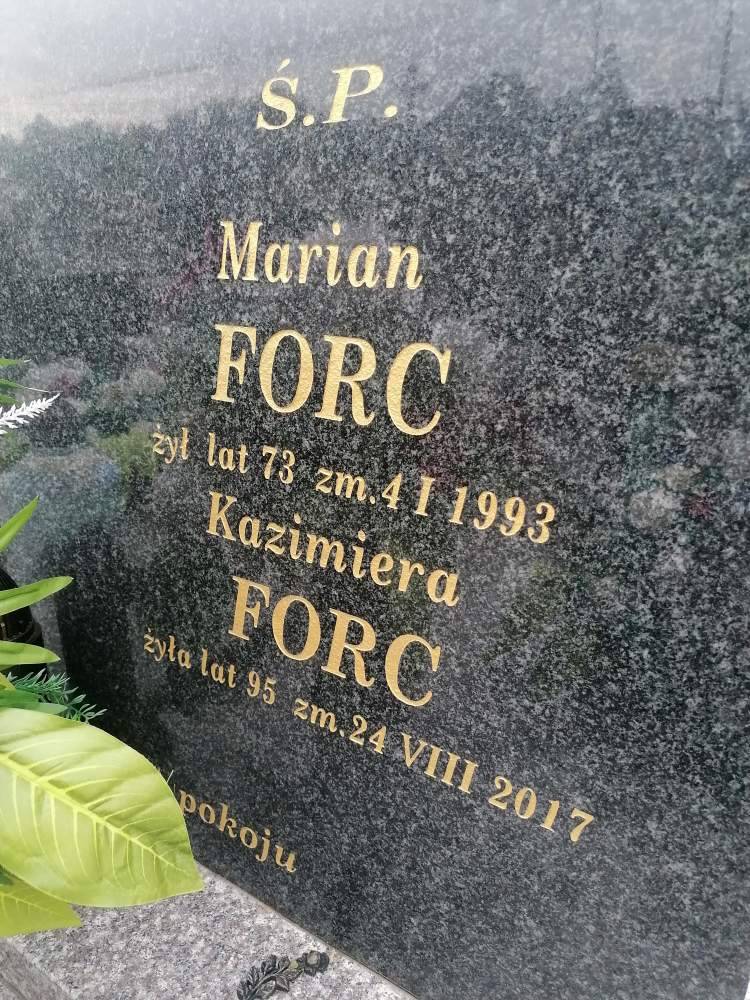 Ś.P.
Marian
FORC
żył lat 73 zm.4 I 1993
Kazimiera
FORC
żyła lat 95 zm.24 VIII 2017
pokoju